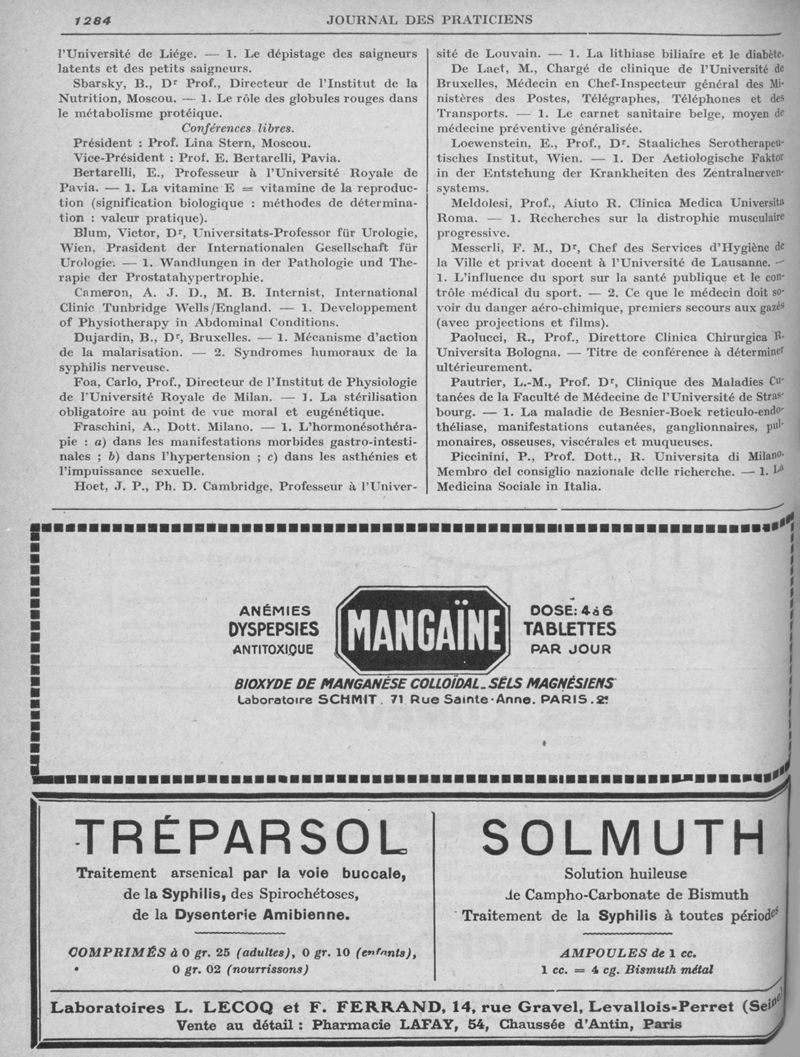 1284
JOURNAL DES PRATICIENS
l'Université de Liége. — 1. Le dépistage des saigneurs
latents et des petits saigneurs.
Sbarsky, B., Dr Prof., Directeur de l'Institut de la
Nutrition, Moscou. — 1. Le rôle des globules rouges dans
le métabolisme protéique.
Conférences libres.
Président : Prof. Lina Stern, Moscou.
Vice-Président : Prof. E. Bertarelli, Pavia.
Bertarelli, E., Professeur à l'Université Royale de
Pavia. — 1. La vitamine E = vitamine de la reproduc-
tion (signification biologique : méthodes de détermina-
tion : valeur pratique).
Blum, Victor, Dr, Universitats-Professor für Urologie,
Wien, Prasident der Internationalen Gesellschaft für
Urologie. — 1. Wandlungen in der Pathologie und The-
rapie der Prostatahypertrophie.
Cameron, A. J. D., M. B. Internist, International
Clinic Tunbridge Wells/England. — 1. Developpement
of Physiotherapy in Abdominal Conditions.
Dujardin, B., Dr, Bruxelles. — 1. Mécanisme d'action
de la malarisation. — 2. Syndromes humoraux de la
syphilis nerveuse.
Foa, Carlo, Prof., Directeur de l'Institut de Physiologie
de l'Université Royale de Milan. — 1. La stérilisation
obligatoire au point de vue moral et eugénétique.
Fraschini, A., Dott. Milano. — 1. L'hormonésothéra-
pie : a) dans les manifestations morbides gastro-intesti-
nales ; b) dans l'hypertension ; c) dans les asthénies et
l'impuissance sexuelle.
Hoet, J. P., Ph. D. Cambridge, Professeur à l'Univer-
sité de Louvain. — 1. La lithiase biliaire et le diabète.
De Laet, M., Chargé de clinique de l'Université de
Bruxelles, Médecin en Chef-Inspecteur général des Mi-
nistères des Postes, Télégraphes, Téléphones et des
Transports. — 1. Le carnet sanitaire belge, moyen de
médecine préventive généralisée.
Loewenstein, E., Prof., Dr. Staaliches Serotherapeu-
tisches Institut, Wien. — 1. Der Aetiologische Faktor
in der Entstehung der Krankheiten des Zentralnerven-
systems.
Meldolesi, Prof., Aiuto R. Clinica Medica Universita
Roma. — 1. Recherches sur la distrophie musculaire
progressive.
Messerli, F. M., Dr, Chef des Services d'Hygiène de
la Ville et privat docent à l'Université de Lausanne. —
1. L'influence du sport sur la santé publique et le con-
trôle médical du sport. — 2. Ce que le médecin doit sa-
voir du danger aéro-chimique, premiers secours aux gazés
(avec projections et films).
Paolucci, R., Prof., Direttore Clinica Chirurgica R.
Universita Bologna. — Titre de conférence à déterminer
ultérieurement.
Pautrier, L.-M., Prof. Dr, Clinique des Maladies Cu-
tanées de la Faculté de Médecine de l'Université de Stras-
bourg. — 1. La maladie de Besnier-Boek reticulo-endo-
théliase, manifestations cutanées, ganglionnaires, pul-
monaires, osseuses, viscérales et muqueuses.
Piccinini, P., Prof. Dott., R. Universita di Milano.
Membro del consiglio nazionale delle richerche. — 1. La
Medicina Sociale in Italia.
ANÉMIES
DYSPEPSIES
ANTITOXIQUE
MANGAÏNE
DOSE: 4 à 6
TABLETTES
PAR JOUR
BIOXYDE DE MANGANÈSE COLLOÏDAL_SELS MAGNÉSIENS
Laboratoire SCHMIT. 71 Rue Sainte-Anne. PARIS. 2e
TRÉPARSOL
Traitement arsenical par la voie buccale,
de la Syphilis, des Spirochétoses,
de la Dysenterie Amibienne.
COMPRIMÉS à 0 gr. 25 (adultes), 0 gr. 10 (enfants),
0 gr. 02 (nourrissons)
SOLMUTH
Solution huileuse
de Campho-Carbonate de Bismuth
Traitement de la Syphilis à toutes périodes
AMPOULES de 1 cc.
1 cc. = 4 cg. Bismuth métal
Laboratoires L. LECOQ et F. FERRAND, 14, rue Gravel, Levallois-Perret (Seine)
Vente au détail : Pharmacie LAFAY, 54, Chaussée d'Antin, Paris